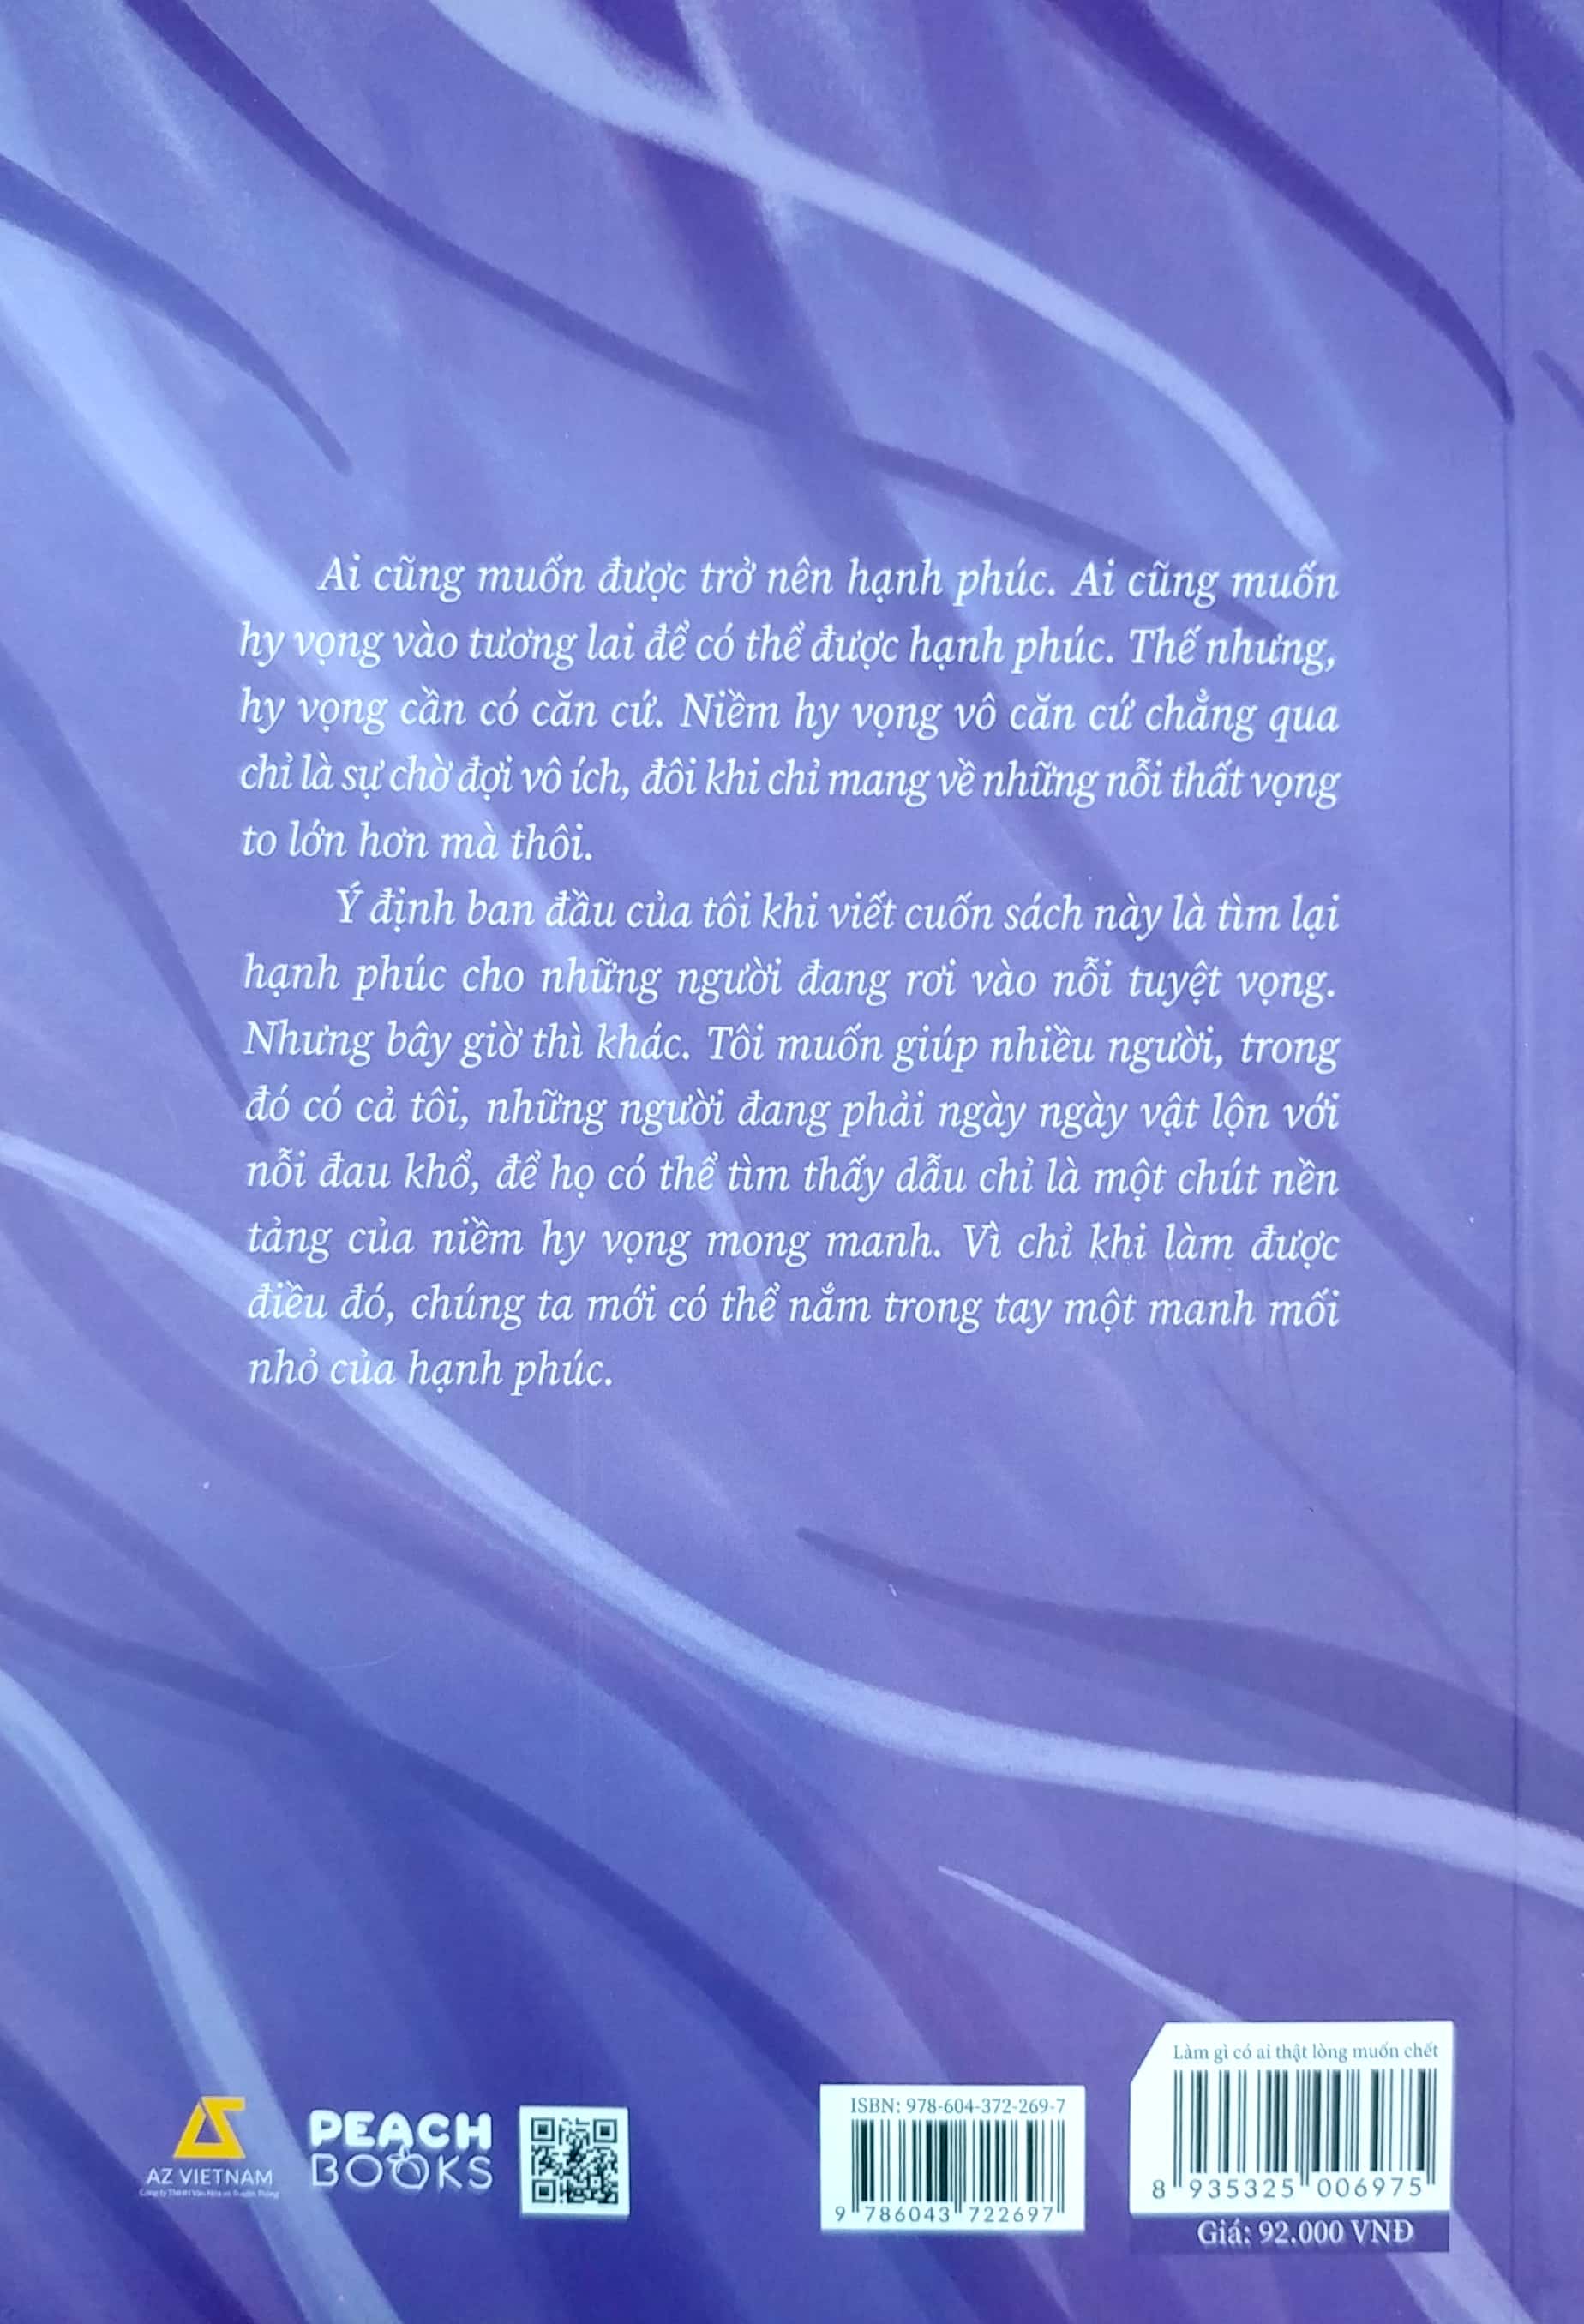 Ai cũng muốn được trở nên hạnh phúc. Ai cũng muốn
hy vọng vào tương lai để có thể được hạnh phúc. Thế nhưng,
hy vọng cần có căn cứ. Niềm hy vọng vô căn cứ chẳng qua
chỉ là sự chờ đợi vô ích, đôi khi chỉ mang về những nỗi thất vọng
to lớn hơn mà thôi.
Ý định ban đầu của tôi khi viết cuốn sách này là tìm lại
hạnh phúc cho những người đang rơi vào nỗi tuyệt vọng.
Nhưng bây giờ thì khác. Tôi muốn giúp nhiều người, trong
đó có cả tôi, những người đang phải ngày ngày vật lộn với
nỗi đau khổ, để họ có thể tìm thấy dẫu chỉ là một chút nền
tảng của niềm hy vọng mong manh. Vì chỉ khi làm được
điều đó, chúng ta mới có thể nắm trong tay một manh mối
nhỏ của hạnh phúc.
AZ VIETNAM
Công ty TNHH Văn hóa và Truyền thông
PEACH
BOOKS
ISBN: 978-604-372-269-7
9 786043 722697
Làm gì có ai thật lòng muốn chết
8 935325 006975
Giá: 92.000 VNĐ